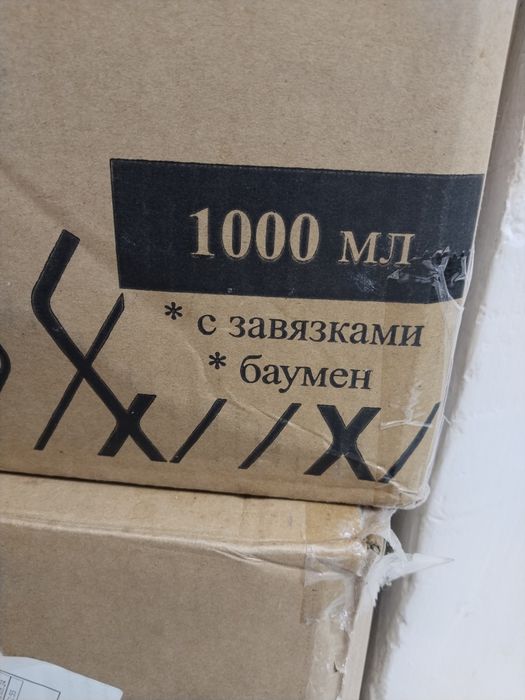 1000 мл
* с завязками
* баумен